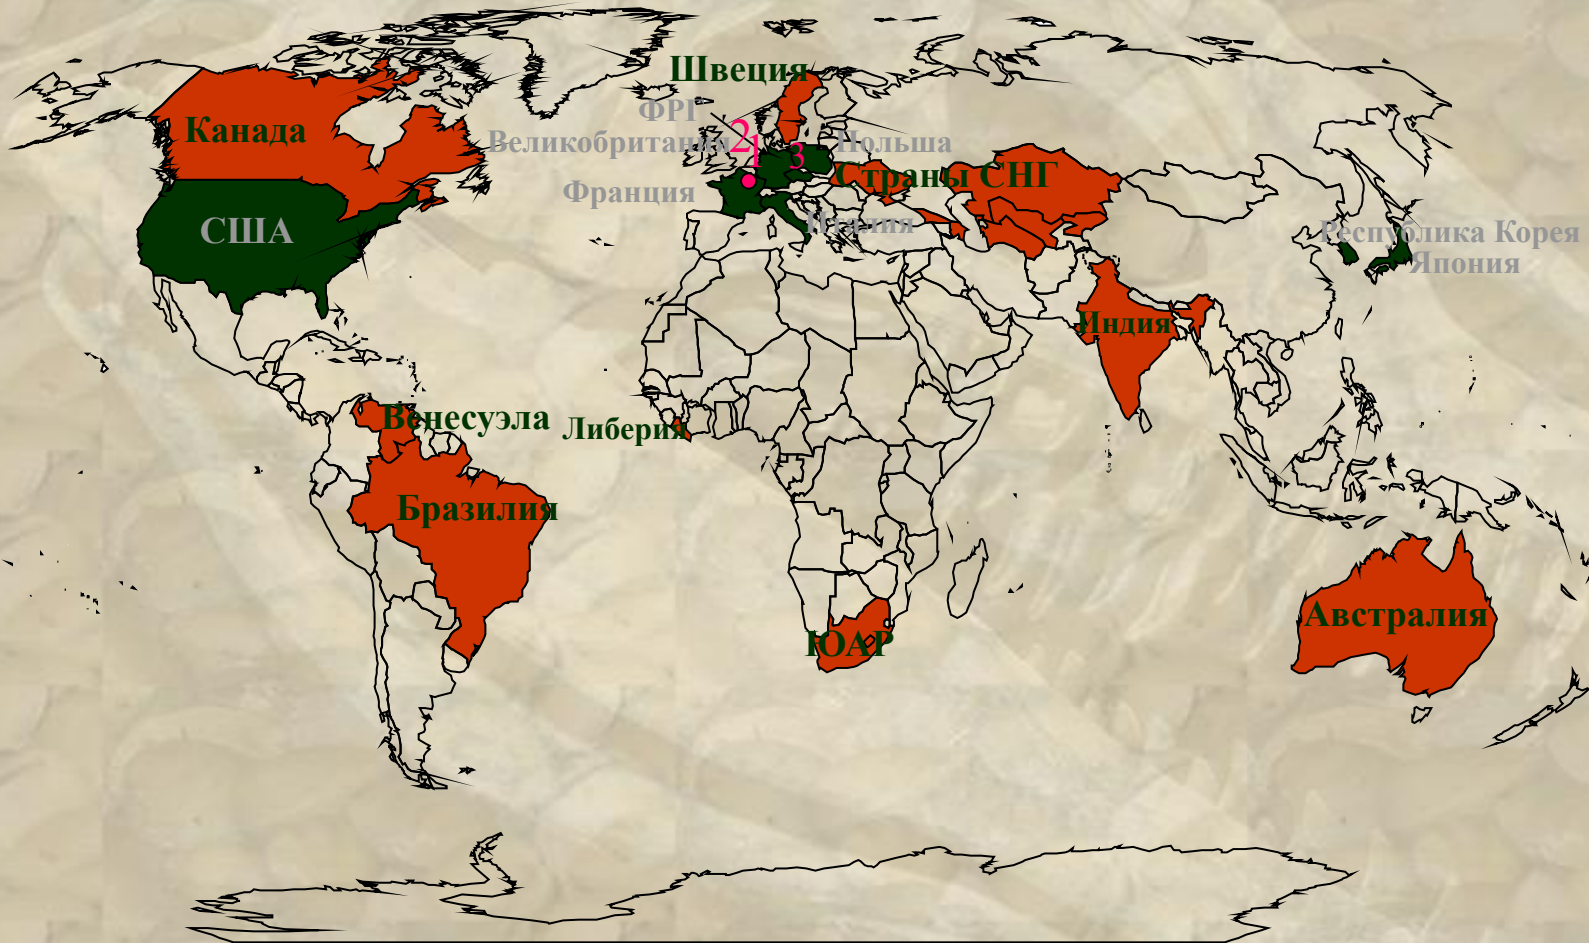 Швеция
ФРГ
Канада
Великобритания
2
1
3
Польша
Страны СНГ
Франция
США
Италия
Республика Корея
Япония
Индия
Венесуэла
Либерия
Бразилия
Австралия
ЮАР